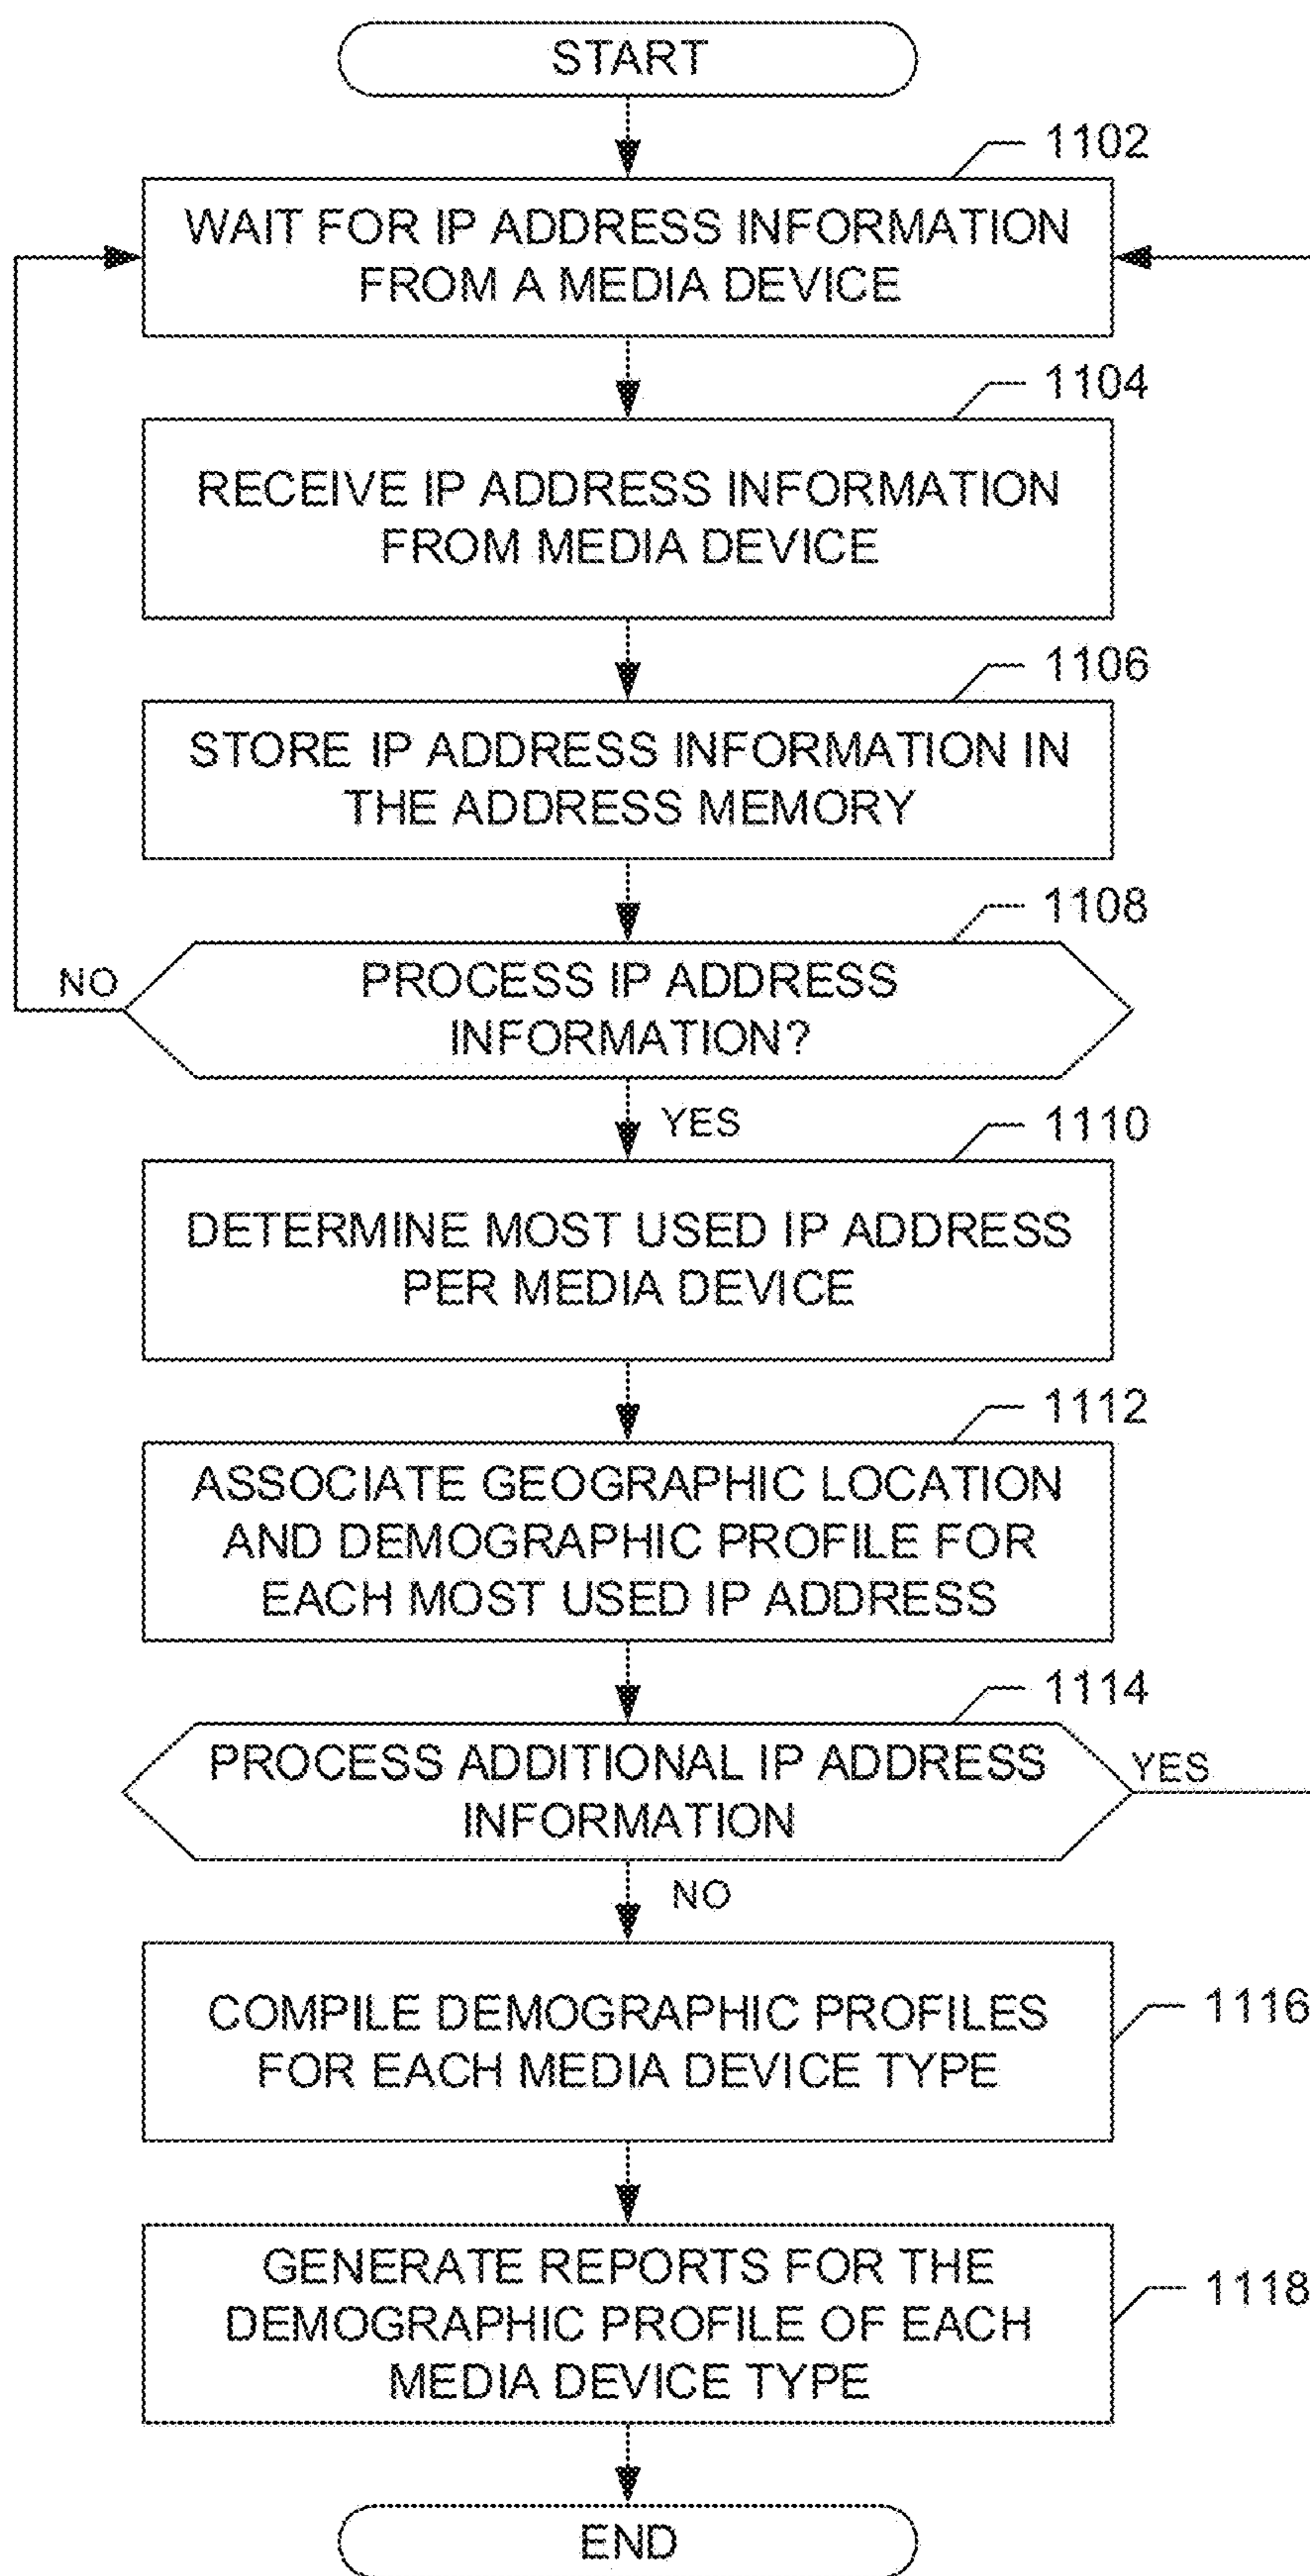 START
1102
WAIT FOR IP ADDRESS INFORMATION
FROM A MEDIA DEVICE
1104
RECEIVE IP ADDRESS INFORMATION
FROM MEDIA DEVICE
1106
STORE IP ADDRESS INFORMATION IN
THE ADDRESS MEMORY
1108
NO
PROCESS IP ADDRESS
INFORMATION?
YES
1110
DETERMINE MOST USED IP ADDRESS
PER MEDIA DEVICE
1112
ASSOCIATE GEOGRAPHIC LOCATION
AND DEMOGRAPHIC PROFILE FOR
EACH MOST USED IP ADDRESS
1114
PROCESS ADDITIONAL IP ADDRESS
INFORMATION
YES
NO
COMPILE DEMOGRAPHIC PROFILES
FOR EACH MEDIA DEVICE TYPE
1116
GENERATE REPORTS FOR THE
DEMOGRAPHIC PROFILE OF EACH
MEDIA DEVICE TYPE
1118
END